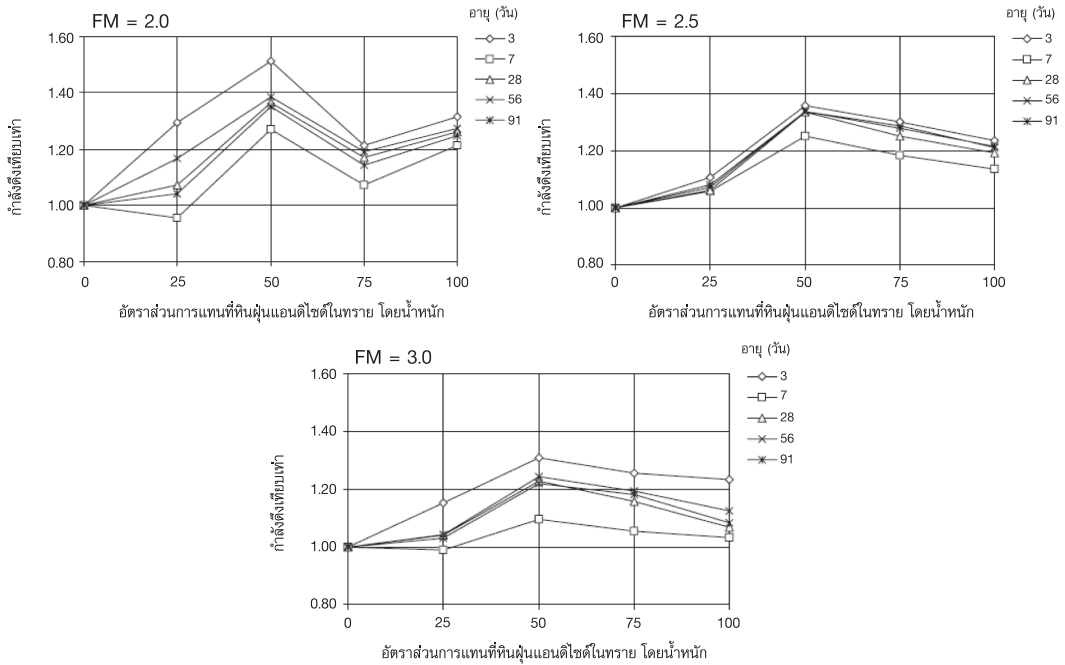 FM = 2.0
อายุ (วัน)
3
7
28
56
91
1.60
1.40
1.20
1.00
0.80
0 25 50 75 100
กำลังดึงเทียบเท่า
อัตราส่วนการแทนที่หินฝุ่นแอนดิไซด์ในทราย โดยน้ำหนัก
FM = 2.5
อายุ (วัน)
3
7
28
56
91
1.60
1.40
1.20
1.00
0.80
0 25 50 75 100
กำลังดึงเทียบเท่า
อัตราส่วนการแทนที่หินฝุ่นแอนดิไซด์ในทราย โดยน้ำหนัก
FM = 3.0
อายุ (วัน)
3
7
28
56
91
1.60
1.40
1.20
1.00
0.80
0 25 50 75 100
กำลังดึงเทียบเท่า
อัตราส่วนการแทนที่หินฝุ่นแอนดิไซด์ในทราย โดยน้ำหนัก